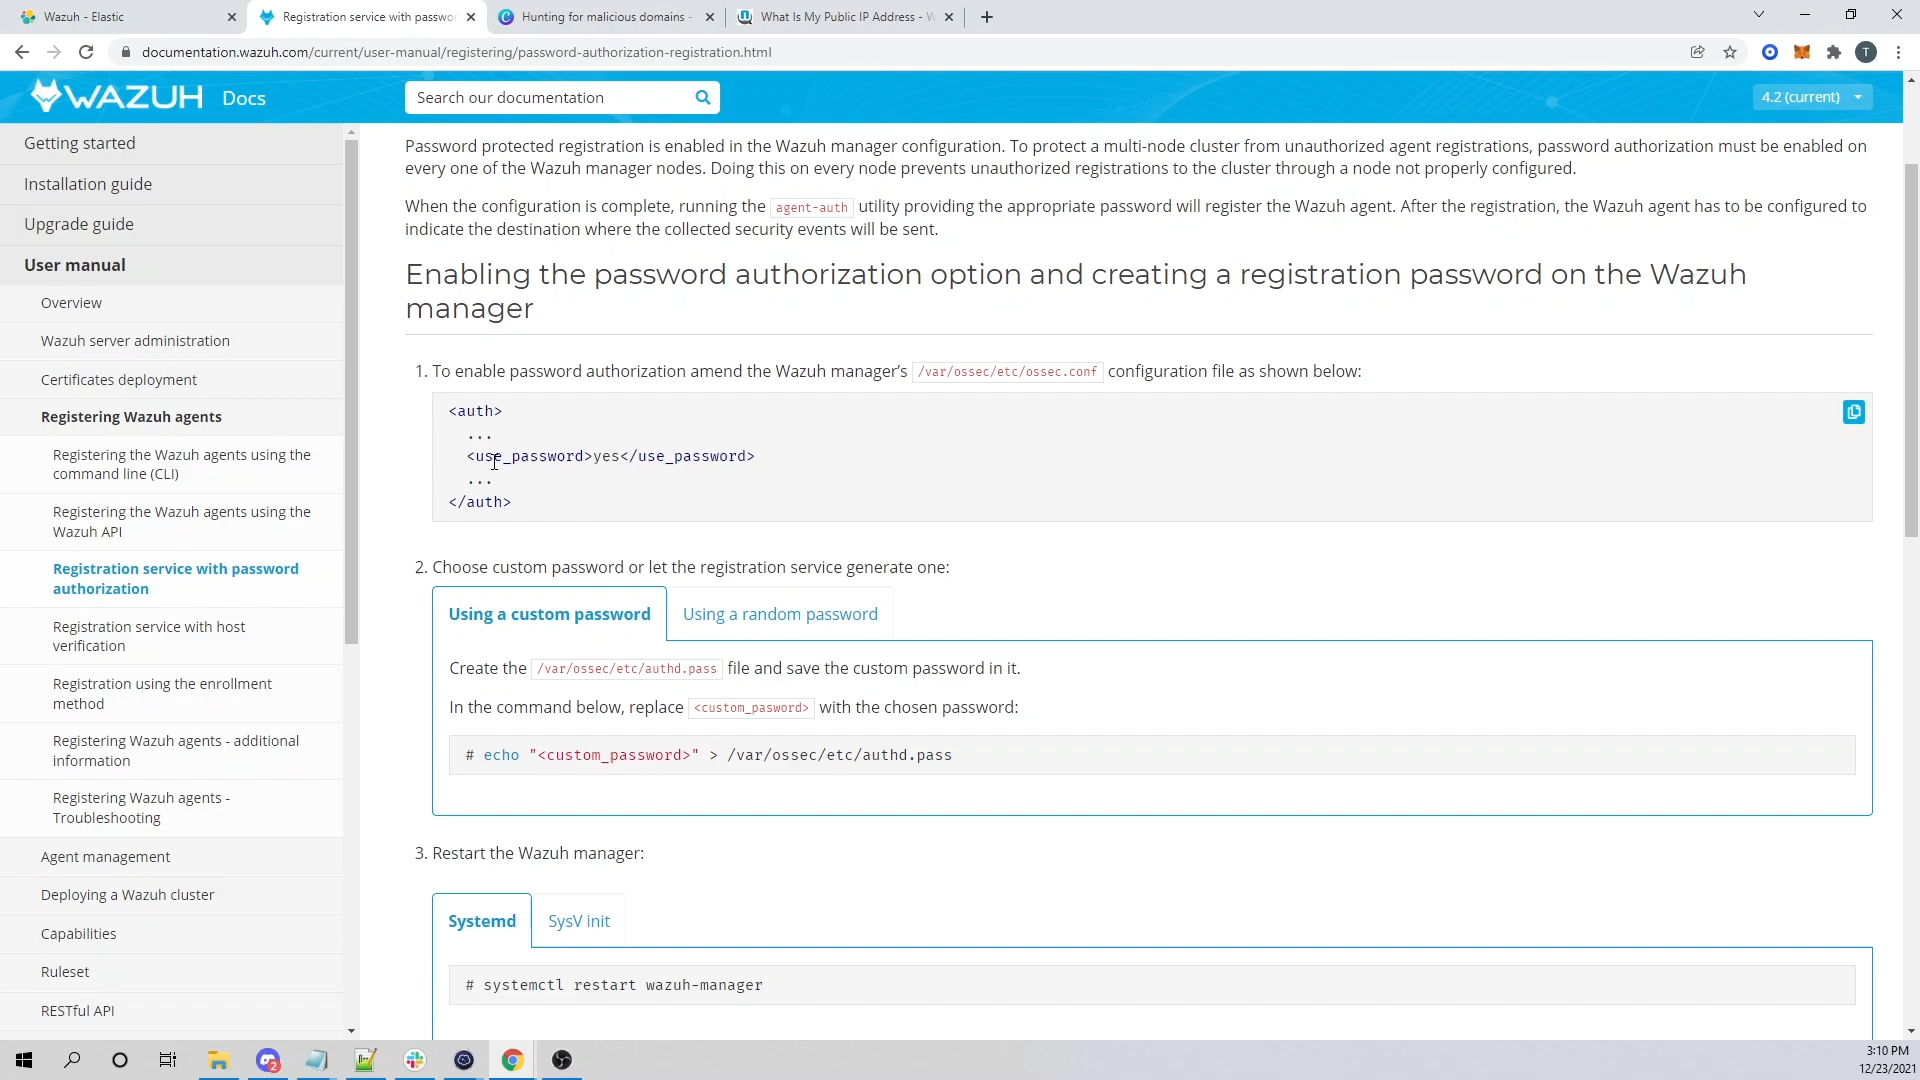 Wazuh - Elastic
Registration service with passwor
Hunting for malicious domains -
What Is My Public IP Address - W
documentation.wazuh.com/current/user-manual/registering/password-authorization-registration.html
T
WAZUH Docs
Search our documentation
4.2 (current)
Getting started
Installation guide
Upgrade guide
User manual
Overview
Wazuh server administration
Certificates deployment
Registering Wazuh agents
Registering the Wazuh agents using the
command line (CLI)
Registering the Wazuh agents using the
Wazuh API
Registration service with password
authorization
Registration service with host
verification
Registration using the enrollment
method
Registering Wazuh agents - additional
information
Registering Wazuh agents -
Troubleshooting
Agent management
Deploying a Wazuh cluster
Capabilities
Ruleset
RESTful API
Password protected registration is enabled in the Wazuh manager configuration. To protect a multi-node cluster from unauthorized agent registrations, password authorization must be enabled on
every one of the Wazuh manager nodes. Doing this on every node prevents unauthorized registrations to the cluster through a node not properly configured.
When the configuration is complete, running the agent-auth utility providing the appropriate password will register the Wazuh agent. After the registration, the Wazuh agent has to be configured to
indicate the destination where the collected security events will be sent.
Enabling the password authorization option and creating a registration password on the Wazuh
manager
1. To enable password authorization amend the Wazuh manager's /var/ossec/etc/ossec.conf configuration file as shown below:
<auth>
...
<use_password>yes</use_password>
...
</auth>
2. Choose custom password or let the registration service generate one:
Using a custom password
Using a random password
Create the /var/ossec/etc/authd.pass file and save the custom password in it.
In the command below, replace <custom_pasword> with the chosen password:
# echo "<custom_password>" > /var/ossec/etc/authd.pass
3. Restart the Wazuh manager:
Systemd
SysV init
# systemctl restart wazuh-manager
2
3:10 PM
12/23/2021